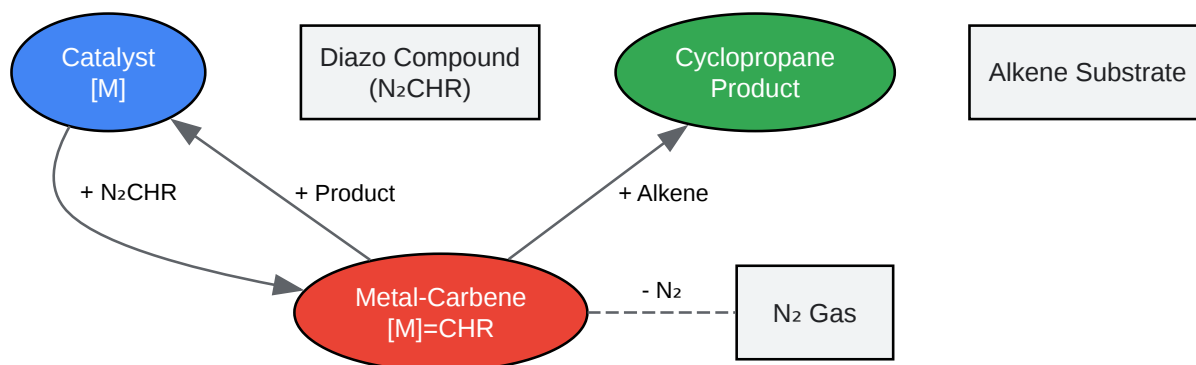 Catalyst
[M]
Diazo Compound
(N₂CHR)
Cyclopropane
Product
Alkene Substrate
+ N₂CHR
+ Product
+ Alkene
Metal-Carbene
[M]=CHR
- N₂
N₂ Gas